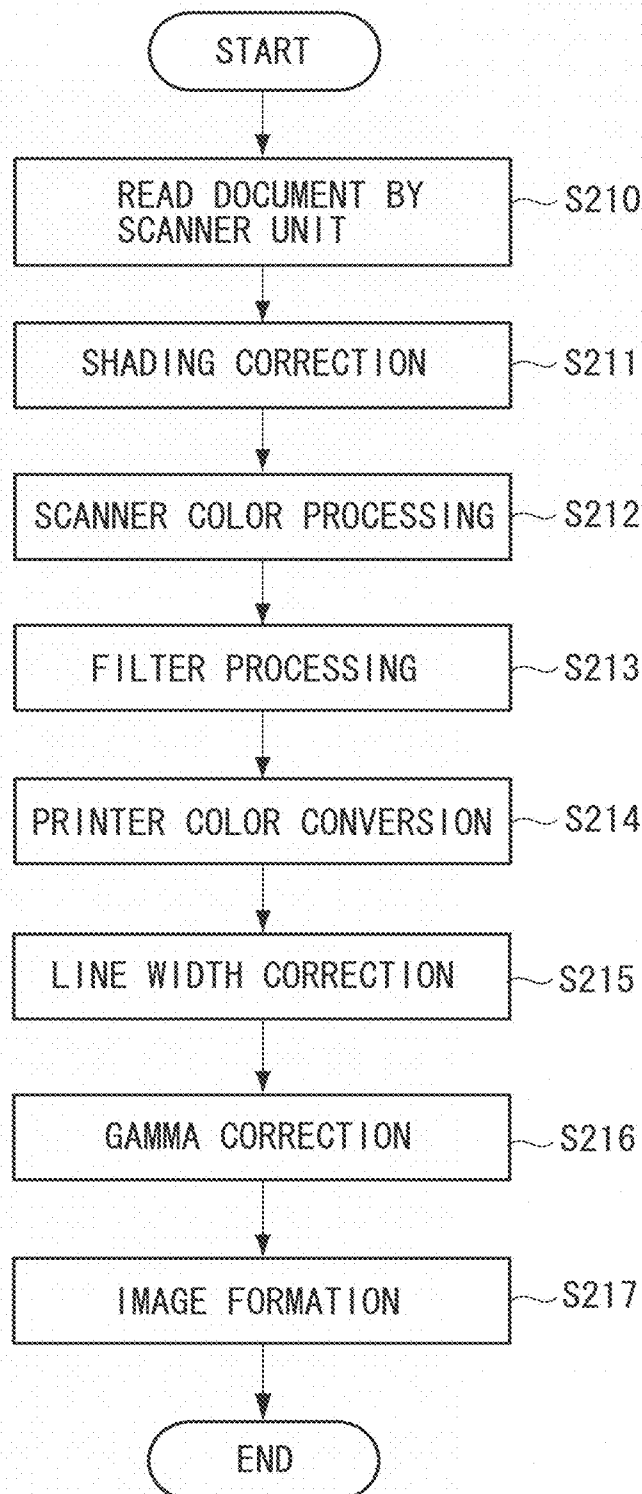 START
READ DOCUMENT BY
SCANNER UNIT
S210
SHADING CORRECTION
S211
SCANNER COLOR PROCESSING
S212
FILTER PROCESSING
S213
PRINTER COLOR CONVERSION
S214
LINE WIDTH CORRECTION
S215
GAMMA CORRECTION
S216
IMAGE FORMATION
S217
END